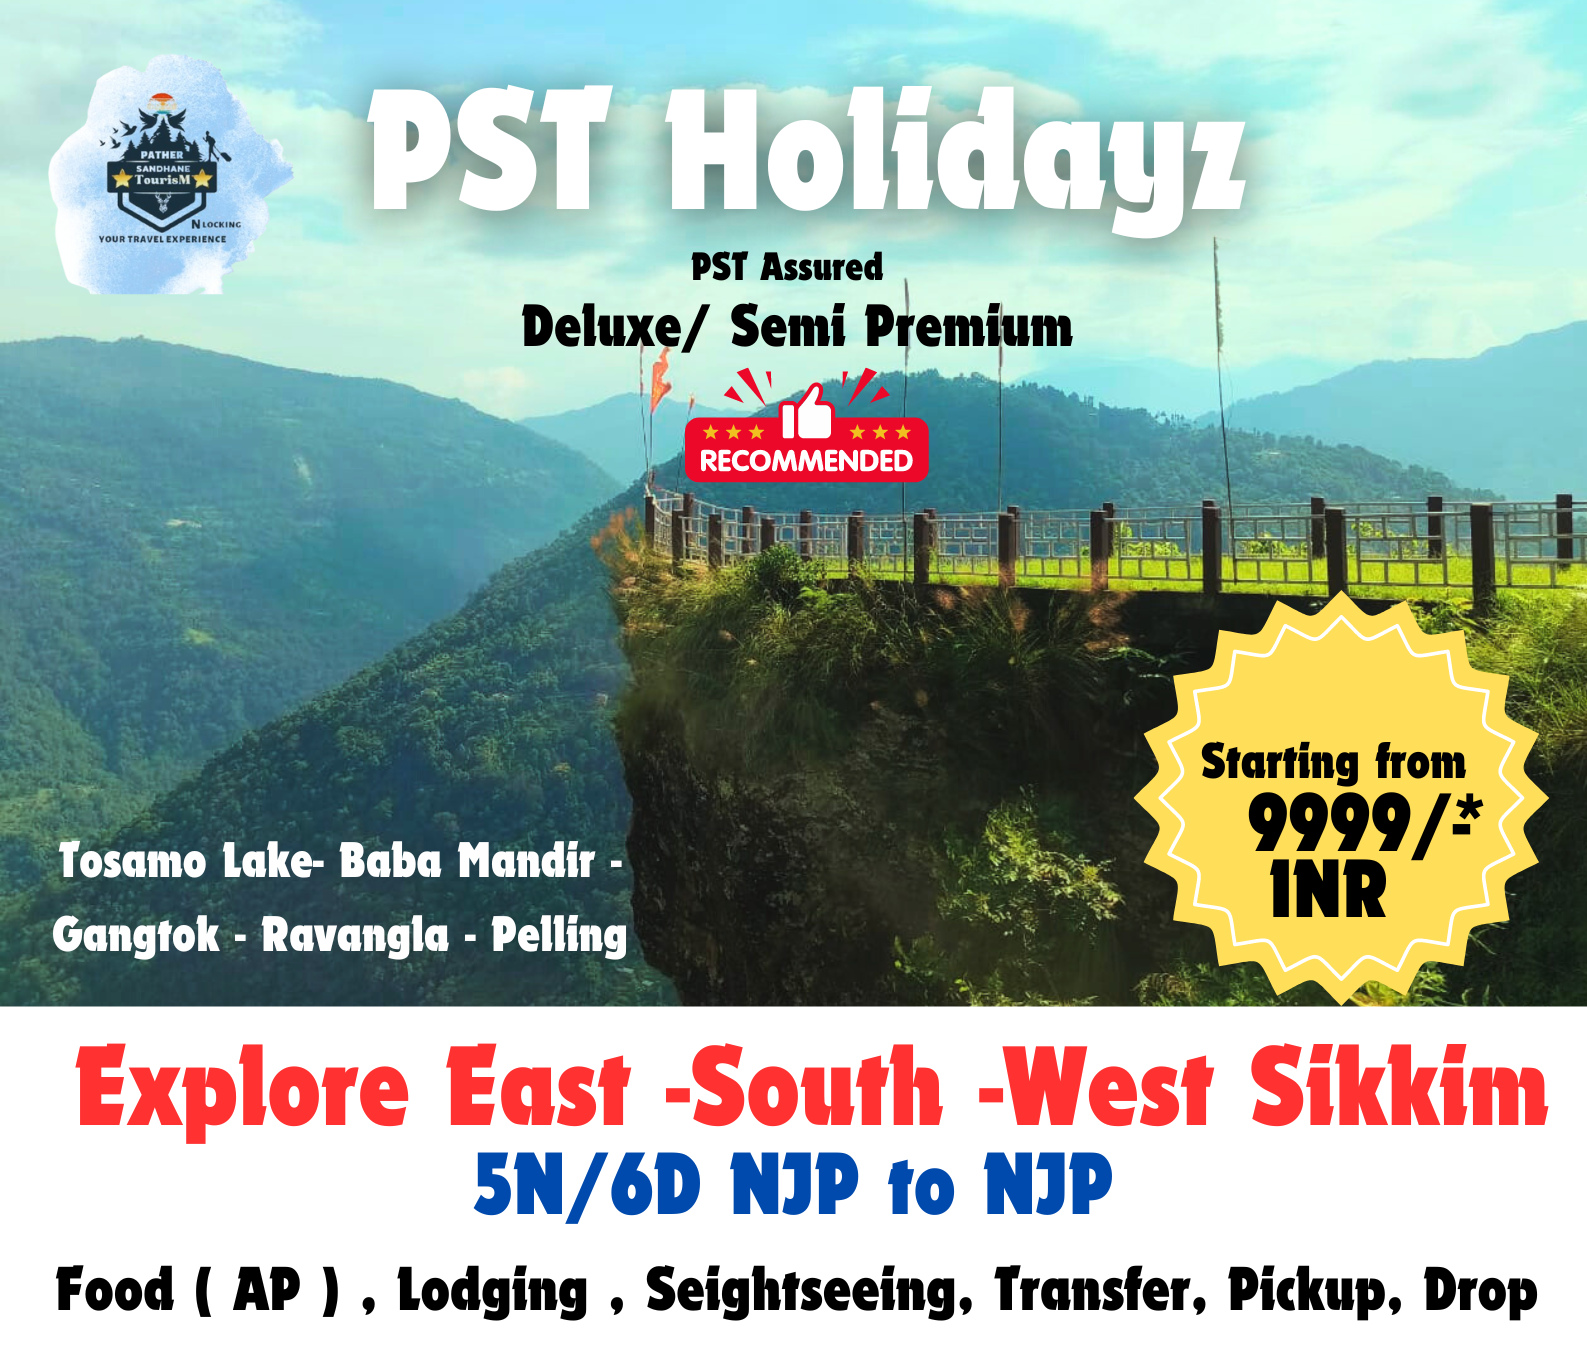 PST Holidayz
PATHER
SANDHANE
TourisM
N LOCKING
YOUR TRAVEL EXPERIENCE
PST Assured
Deluxe/ Semi Premium
RECOMMENDED
Starting from
9999/-*
INR
Tosamo Lake- Baba Mandir -
Gangtok - Ravangla - Pelling
Explore East -South -West Sikkim
5N/6D NJP to NJP
Food ( AP ) , Lodging , Seightseeing, Transfer, Pickup, Drop